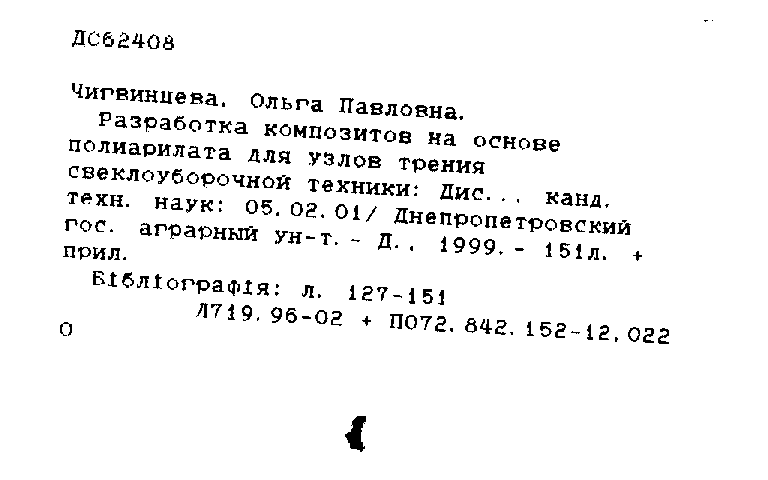 ДС62408
Чигвинцева, Ольга Павловна.
Разработка композитов на основе
полиарилата для узлов трения
свеклоуборочной техники: Дис... канд.
техн. наук: 05.02.01/ Днепропетровский
гос. аграрный ун-т. - Д., 1999. - 151л. +
прил.
Бібліографія: л. 127-151
Л719.96-02 + П072.842.152-12,022
О